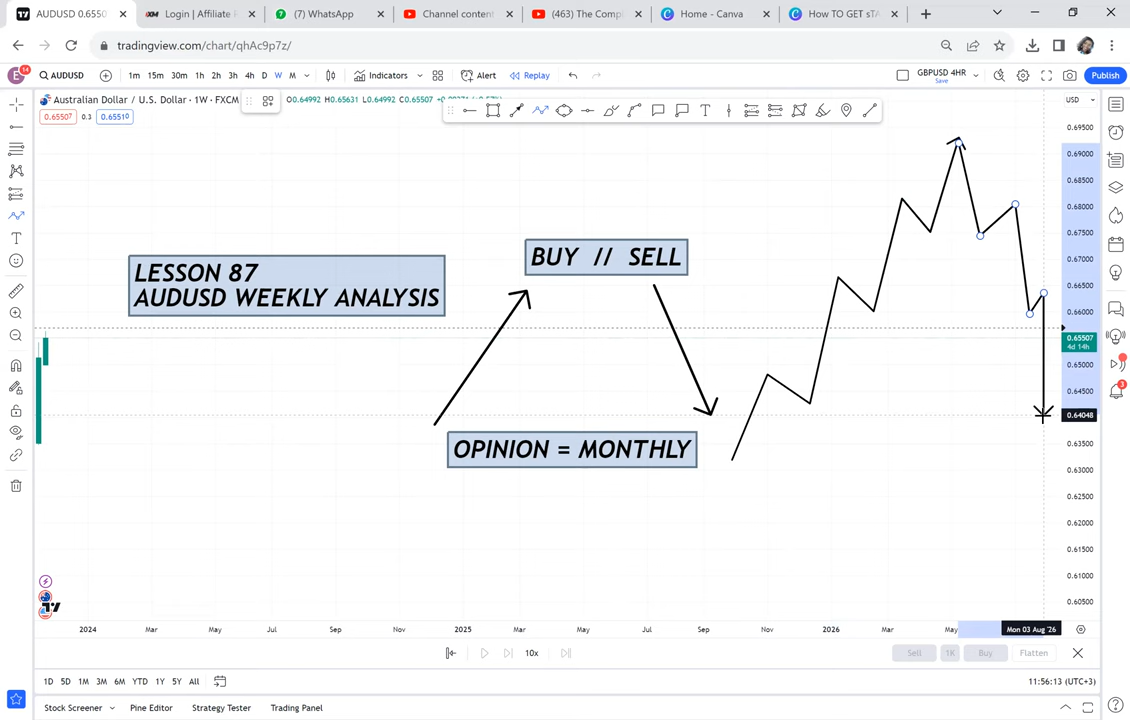 AUDUSD 0.6550
Login | Affiliate
(7) WhatsApp
Channel content
(463) The Compl
Home - Canva
How TO GET sTA
tradingview.com/chart/qhAc9p7z/
E
14
AUDUSD
1m 15m 30m 1h 2h 3h 4h D W M
Indicators
Alert
Replay
GBPUSD 4HR
Save
Publish
Australian Dollar / U.S. Dollar · 1W · FXCM
O0.64992 H0.65631 L0.64992 C0.65507
0.65507
0.3
0.65510
USD
0.69500
0.69000
0.68500
0.68000
0.67500
0.67000
0.66500
0.66000
0.65507
4d 14h
0.65000
0.64500
0.64048
0.63500
0.63000
0.62500
0.62000
0.61500
0.61000
0.60500
BUY // SELL
LESSON 87
AUDUSD WEEKLY ANALYSIS
OPINION = MONTHLY
2024 Mar May Jul Sep Nov 2025 Mar May Jul Sep Nov 2026 Mar May Mon 03 Aug '26
10x
Sell 1K Buy Flatten
1D 5D 1M 3M 6M YTD 1Y 5Y All
11:56:13 (UTC+3)
Stock Screener Pine Editor Strategy Tester Trading Panel
3